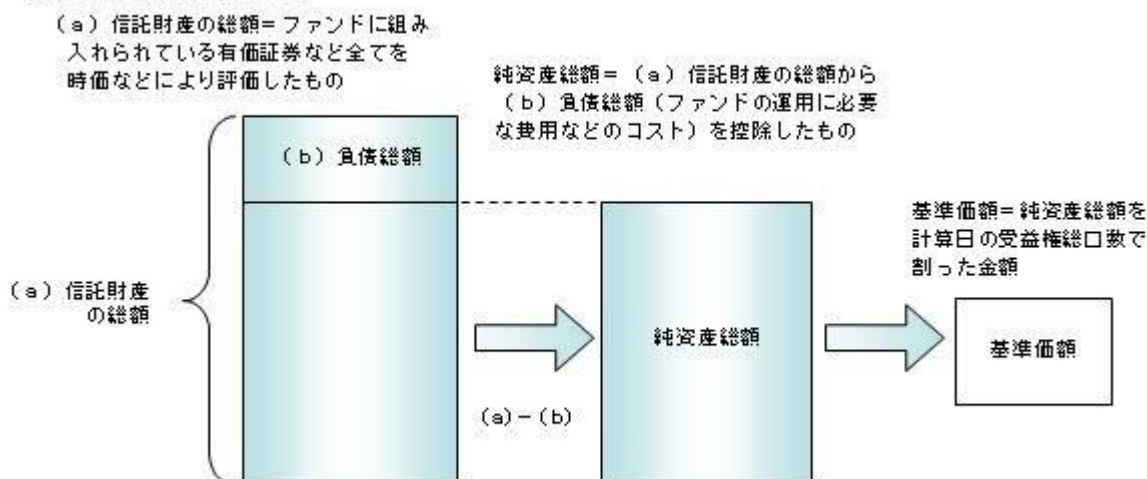 （a）信託財産の総額＝ファンドに組み
入れられている有価証券など全てを
時価などにより評価したもの
純資産総額＝（a）信託財産の総額から
（b）負債総額（ファンドの運用に必要
な費用などのコスト）を控除したもの
（b）負債総額
基準価額＝純資産総額を
計算日の受益権総口数で
割った金額
（a）信託財産
の総額
純資産総額
基準価額
(a)－(b)